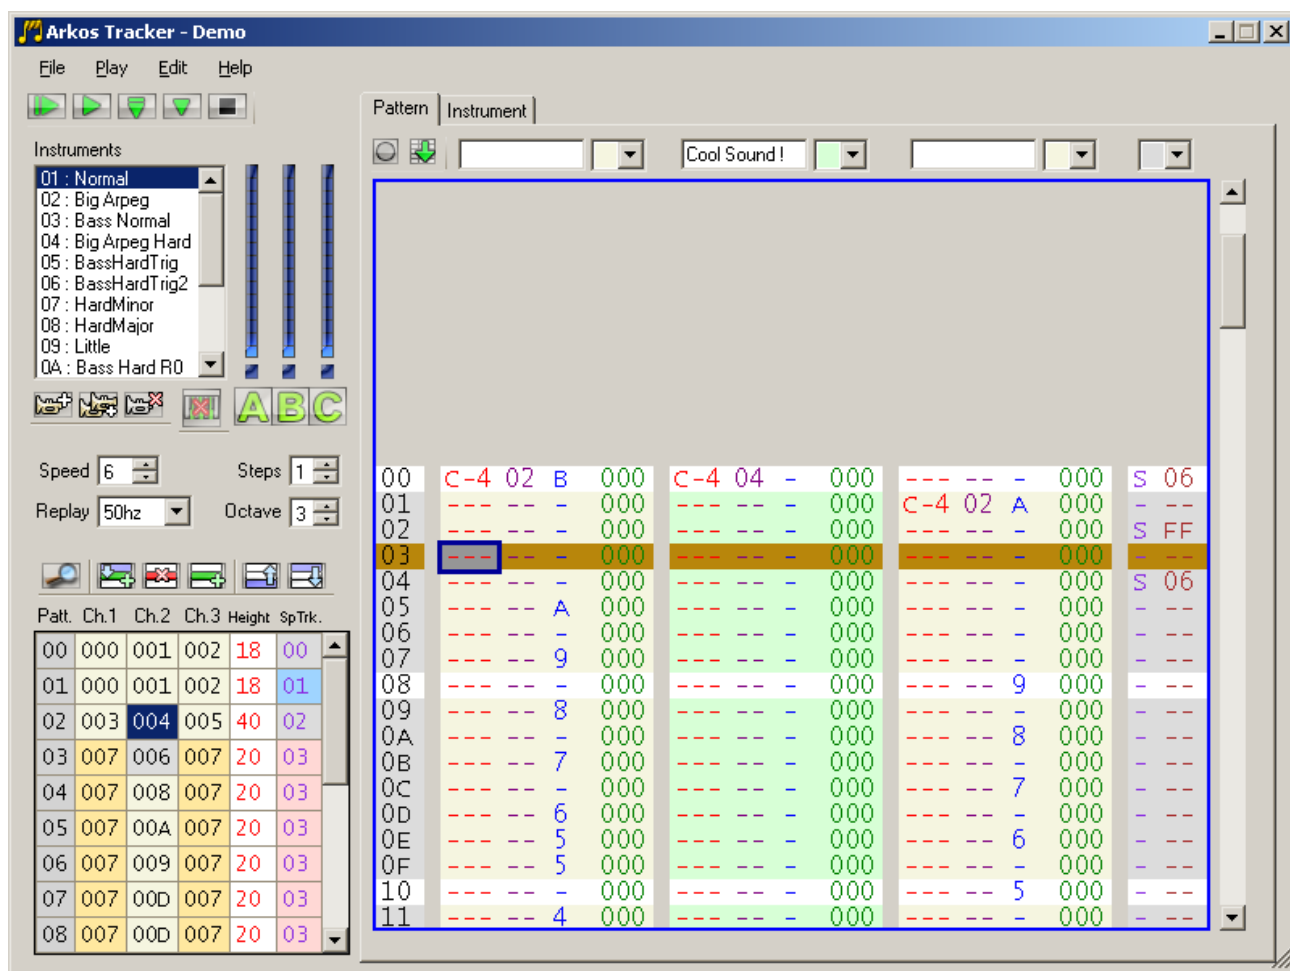 Arkos Tracker - Demo
File Play Edit Help
Pattern Instrument
Instruments
Cool Sound !
01 : Normal
02 : Big Arpeg
03 : Bass Normal
04 : Big Arpeg Hard
05 : BassHardTrig
06 : BassHardTrig2
07 : HardMinor
08 : HardMajor
09 : Little
0A : Bass Hard R0
A B C
Speed 6 Steps 1
Replay 50hz Octave 3
Patt. Ch.1 Ch.2 Ch.3 Height SpTrk.
00 000 001 002 18 00
01 000 001 002 18 01
02 003 004 005 40 02
03 007 006 007 20 03
04 007 008 007 20 03
05 007 00A 007 20 03
06 007 009 007 20 03
07 007 00D 007 20 03
08 007 00D 007 20 03
00 C-4 02 B 000 C-4 04 - 000 --- -- - 000 S 06
01 --- -- - 000 --- -- - 000 C-4 02 A 000 - --
02 --- -- - 000 --- -- - 000 --- -- - 000 S FF
03 --- -- - 000 --- -- - 000 --- -- - 000 - --
04 --- -- - 000 --- -- - 000 --- -- - 000 S 06
05 --- -- A 000 --- -- - 000 --- -- - 000 - --
06 --- -- - 000 --- -- - 000 --- -- - 000 - --
07 --- -- 9 000 --- -- - 000 --- -- - 000 - --
08 --- -- - 000 --- -- - 000 --- -- 9 000 - --
09 --- -- 8 000 --- -- - 000 --- -- - 000 - --
0A --- -- - 000 --- -- - 000 --- -- 8 000 - --
0B --- -- 7 000 --- -- - 000 --- -- - 000 - --
0C --- -- - 000 --- -- - 000 --- -- 7 000 - --
0D --- -- 6 000 --- -- - 000 --- -- - 000 - --
0E --- -- 5 000 --- -- - 000 --- -- 6 000 - --
0F --- -- 5 000 --- -- - 000 --- -- - 000 - --
10 --- -- - 000 --- -- - 000 --- -- 5 000 - --
11 --- -- 4 000 --- -- - 000 --- -- - 000 - --